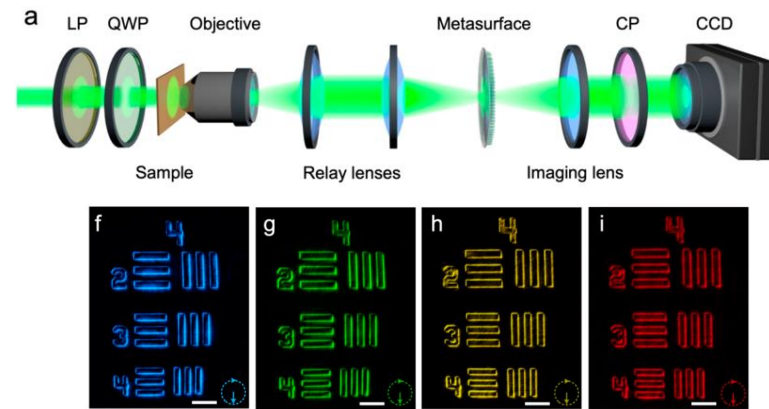 a
LP QWP Objective Metasurface CP CCD
Sample Relay lenses Imaging lens
f g h i
4 4 4 4
2 2 2 2
3 3 3 3
4 4 4 4